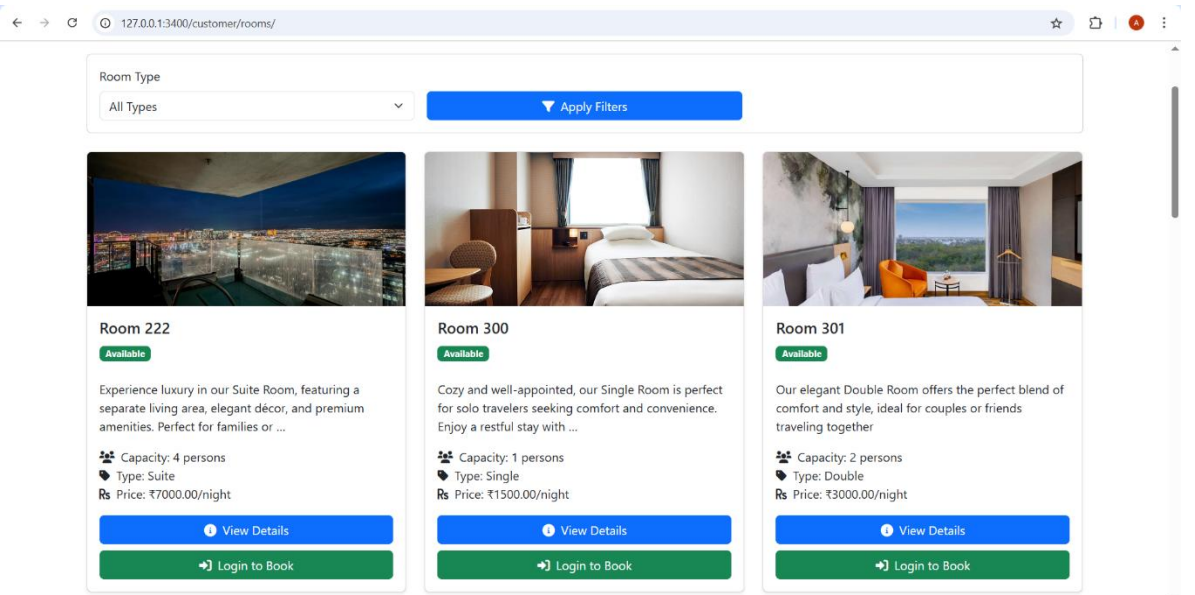 127.0.0.1:3400/customer/rooms/
A
Room Type
All Types
Apply Filters
Room 222
Available
Experience luxury in our Suite Room, featuring a
separate living area, elegant décor, and premium
amenities. Perfect for families or ...
Capacity: 4 persons
Type: Suite
Rs Price: ₹7000.00/night
View Details
Login to Book
Room 300
Available
Cozy and well-appointed, our Single Room is perfect
for solo travelers seeking comfort and convenience.
Enjoy a restful stay with ...
Capacity: 1 persons
Type: Single
Rs Price: ₹1500.00/night
View Details
Login to Book
Room 301
Available
Our elegant Double Room offers the perfect blend of
comfort and style, ideal for couples or friends
traveling together
Capacity: 2 persons
Type: Double
Rs Price: ₹3000.00/night
View Details
Login to Book